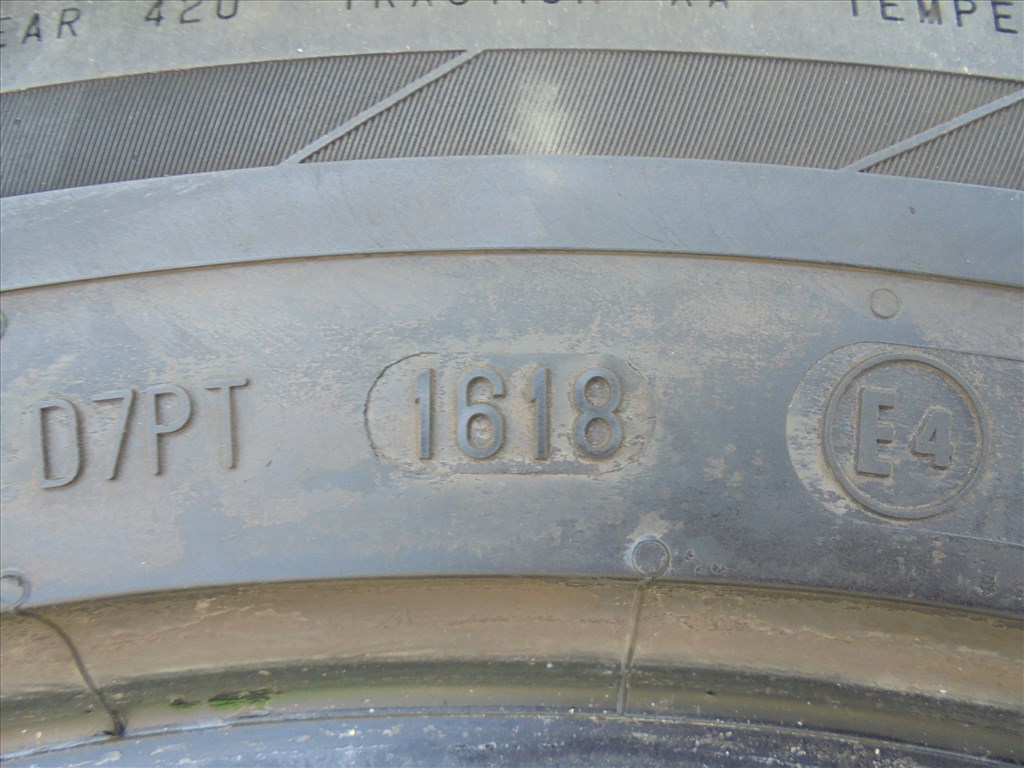 EAR 420 TRACTION AA TEMPE
D7PT 1618 E4